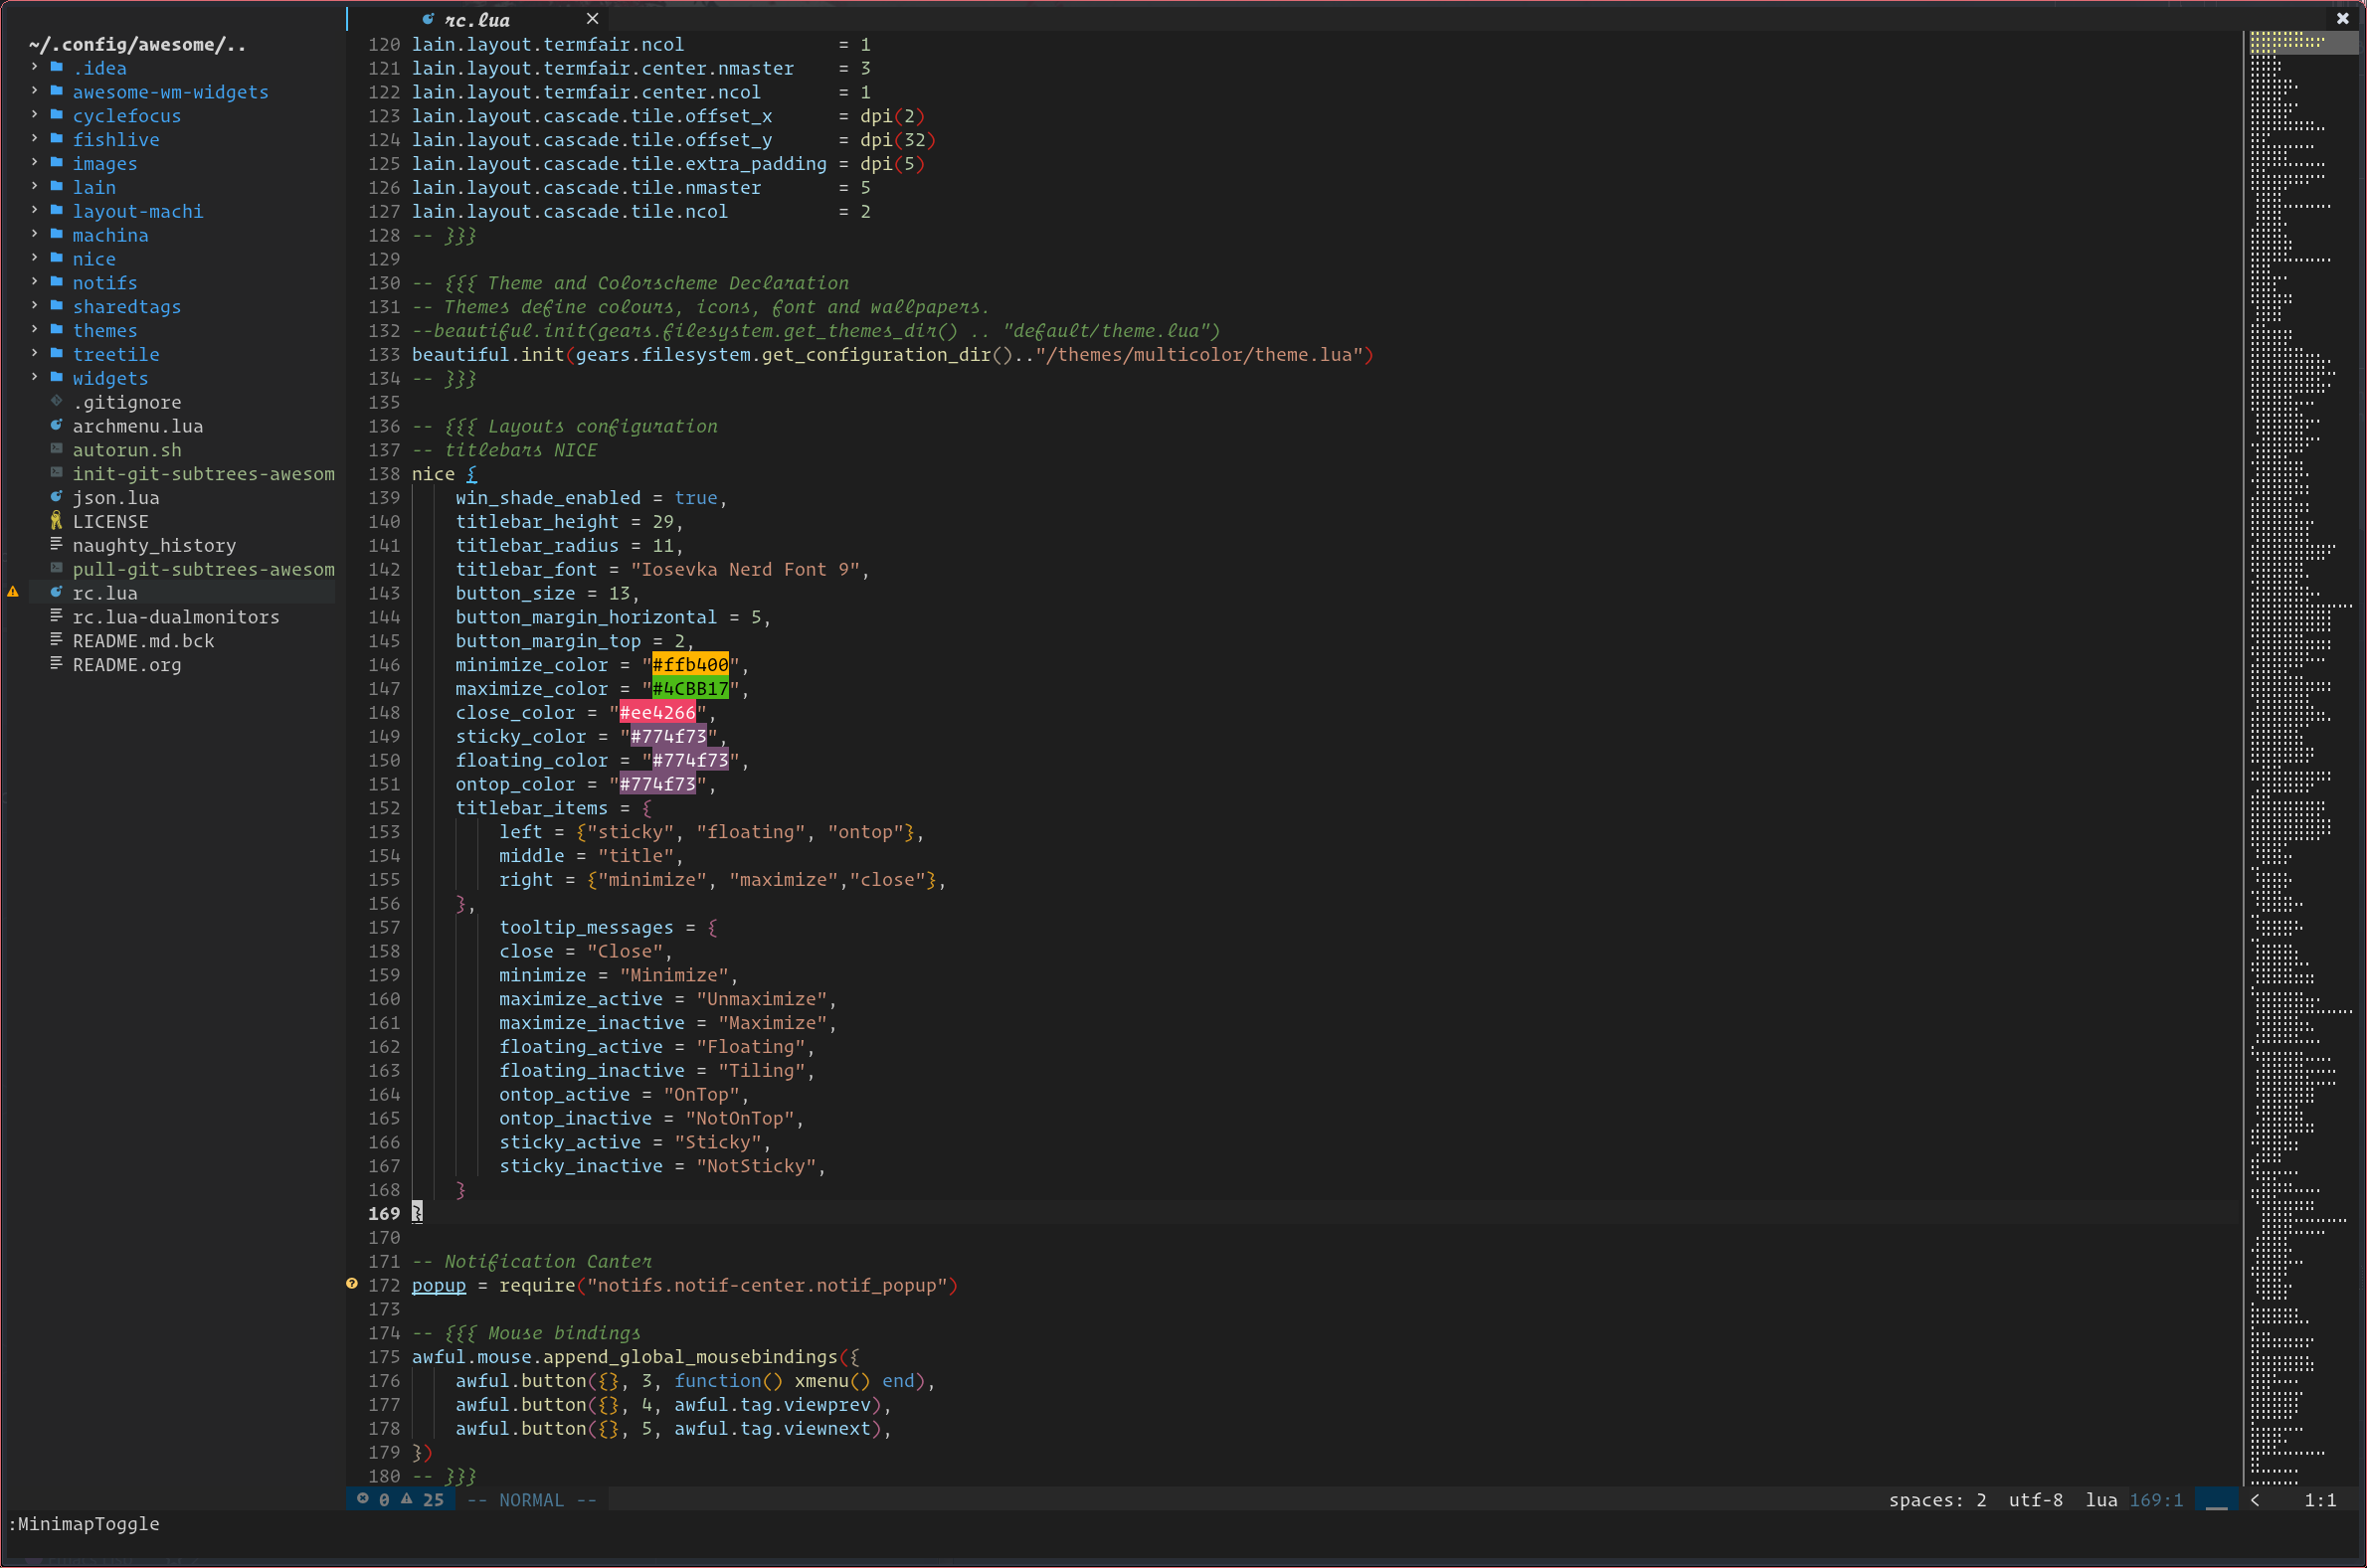 rc.lua
~/.config/awesome/..
.idea
awesome-wm-widgets
cyclefocus
fishlive
images
lain
layout-machi
machina
nice
notifs
sharedtags
themes
treetile
widgets
.gitignore
archmenu.lua
autorun.sh
init-git-subtrees-awesom
json.lua
LICENSE
naughty_history
pull-git-subtrees-awesom
rc.lua
rc.lua-dualmonitors
README.md.bck
README.org
120 lain.layout.termfair.ncol = 1
121 lain.layout.termfair.center.nmaster = 3
122 lain.layout.termfair.center.ncol = 1
123 lain.layout.cascade.tile.offset_x = dpi(2)
124 lain.layout.cascade.tile.offset_y = dpi(32)
125 lain.layout.cascade.tile.extra_padding = dpi(5)
126 lain.layout.cascade.tile.nmaster = 5
127 lain.layout.cascade.tile.ncol = 2
128 -- }}}
129
130 -- {{{ Theme and Colorscheme Declaration
131 -- Themes define colours, icons, font and wallpapers.
132 --beautiful.init(gears.filesystem.get_themes_dir() .. "default/theme.lua")
133 beautiful.init(gears.filesystem.get_configuration_dir().."/themes/multicolor/theme.lua")
134 -- }}}
135
136 -- {{{ Layouts configuration
137 -- titlebars NICE
138 nice {
139     win_shade_enabled = true,
140     titlebar_height = 29,
141     titlebar_radius = 11,
142     titlebar_font = "Iosevka Nerd Font 9",
143     button_size = 13,
144     button_margin_horizontal = 5,
145     button_margin_top = 2,
146     minimize_color = "#ffb400",
147     maximize_color = "#4CBB17",
148     close_color = "#ee4266",
149     sticky_color = "#774f73",
150     floating_color = "#774f73",
151     ontop_color = "#774f73",
152     titlebar_items = {
153         left = {"sticky", "floating", "ontop"},
154         middle = "title",
155         right = {"minimize", "maximize","close"},
156     },
157         tooltip_messages = {
158         close = "Close",
159         minimize = "Minimize",
160         maximize_active = "Unmaximize",
161         maximize_inactive = "Maximize",
162         floating_active = "Floating",
163         floating_inactive = "Tiling",
164         ontop_active = "OnTop",
165         ontop_inactive = "NotOnTop",
166         sticky_active = "Sticky",
167         sticky_inactive = "NotSticky",
168     }
169 }
170
171 -- Notification Canter
172 popup = require("notifs.notif-center.notif_popup")
173
174 -- {{{ Mouse bindings
175 awful.mouse.append_global_mousebindings({
176     awful.button({}, 3, function() xmenu() end),
177     awful.button({}, 4, awful.tag.viewprev),
178     awful.button({}, 5, awful.tag.viewnext),
179 })
180 -- }}}
0 25 -- NORMAL -- spaces: 2 utf-8 lua 169:1 __ < 1:1
:MinimapToggle